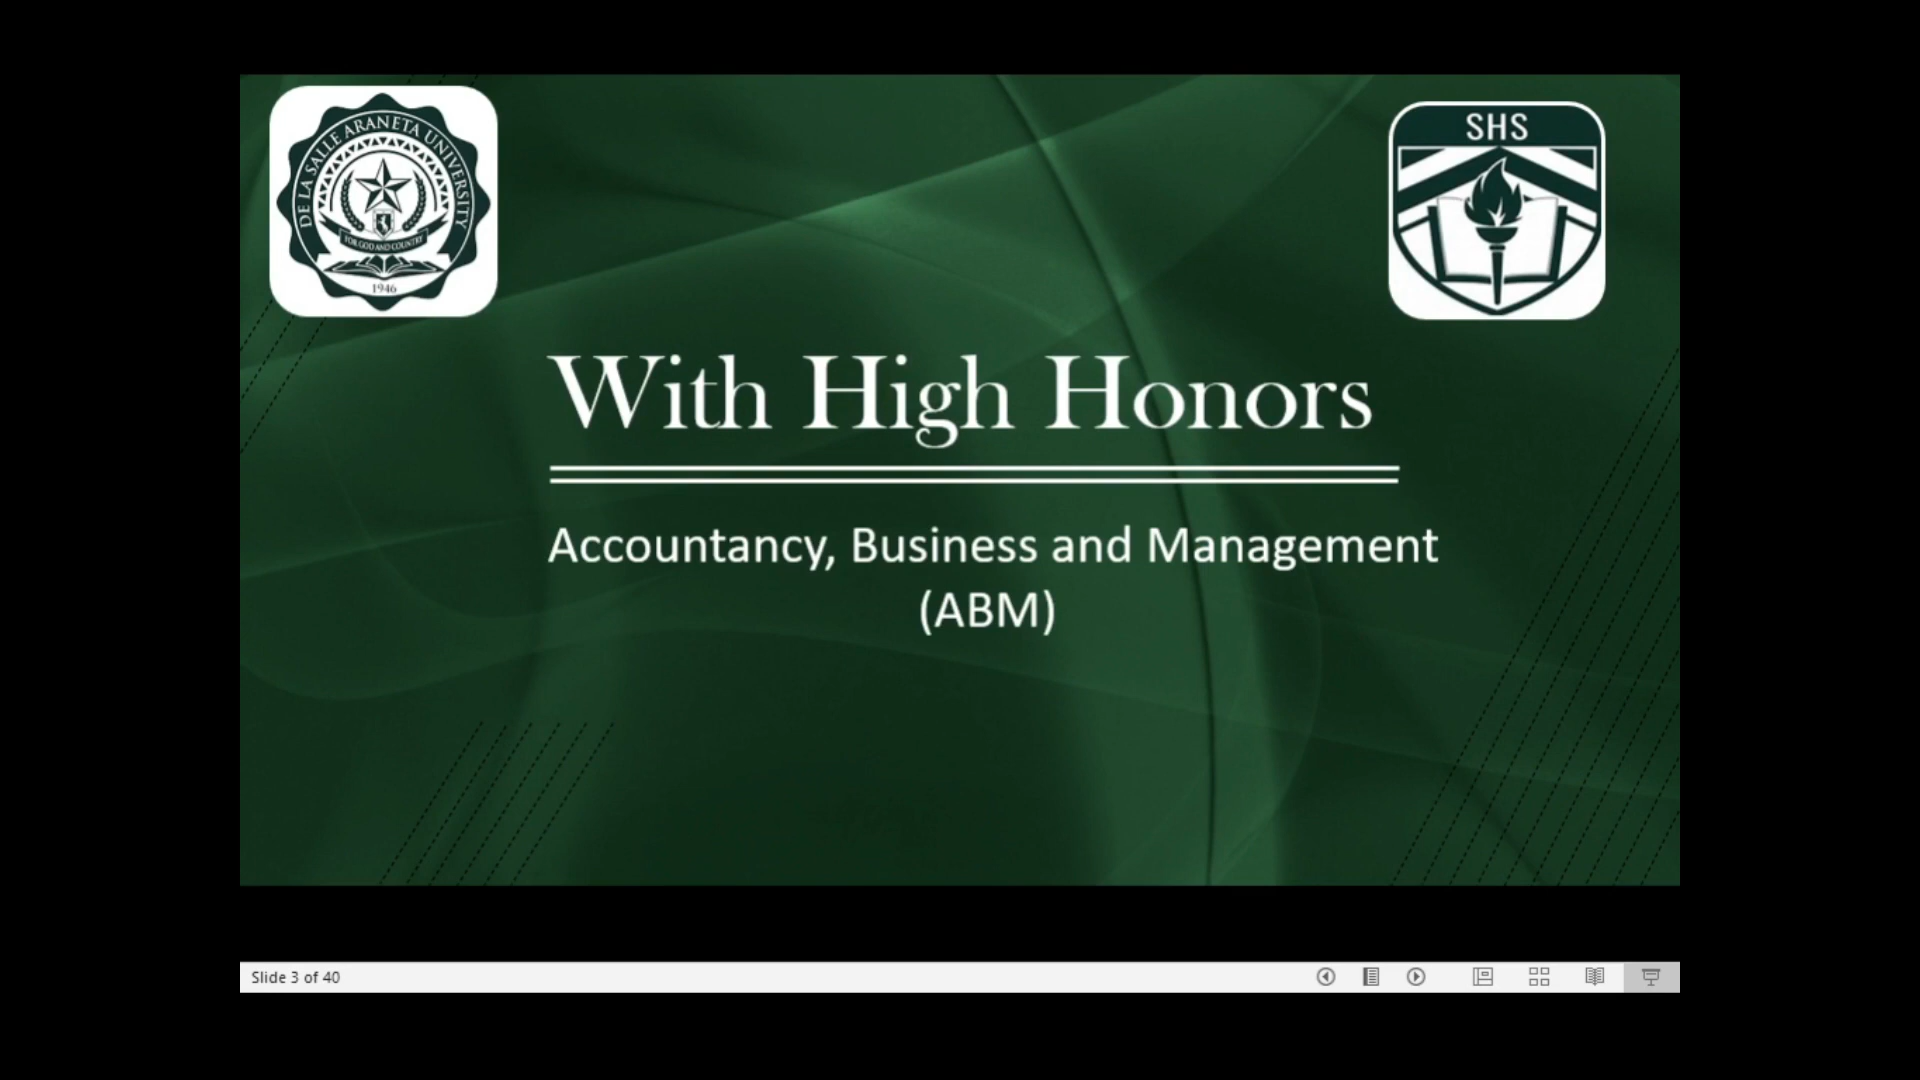 DE LA SALLE ARANETA UNIVERSITY
FOR GOD AND COUNTRY
1946
SHS
With High Honors
Accountancy, Business and Management
(ABM)
Slide 3 of 40